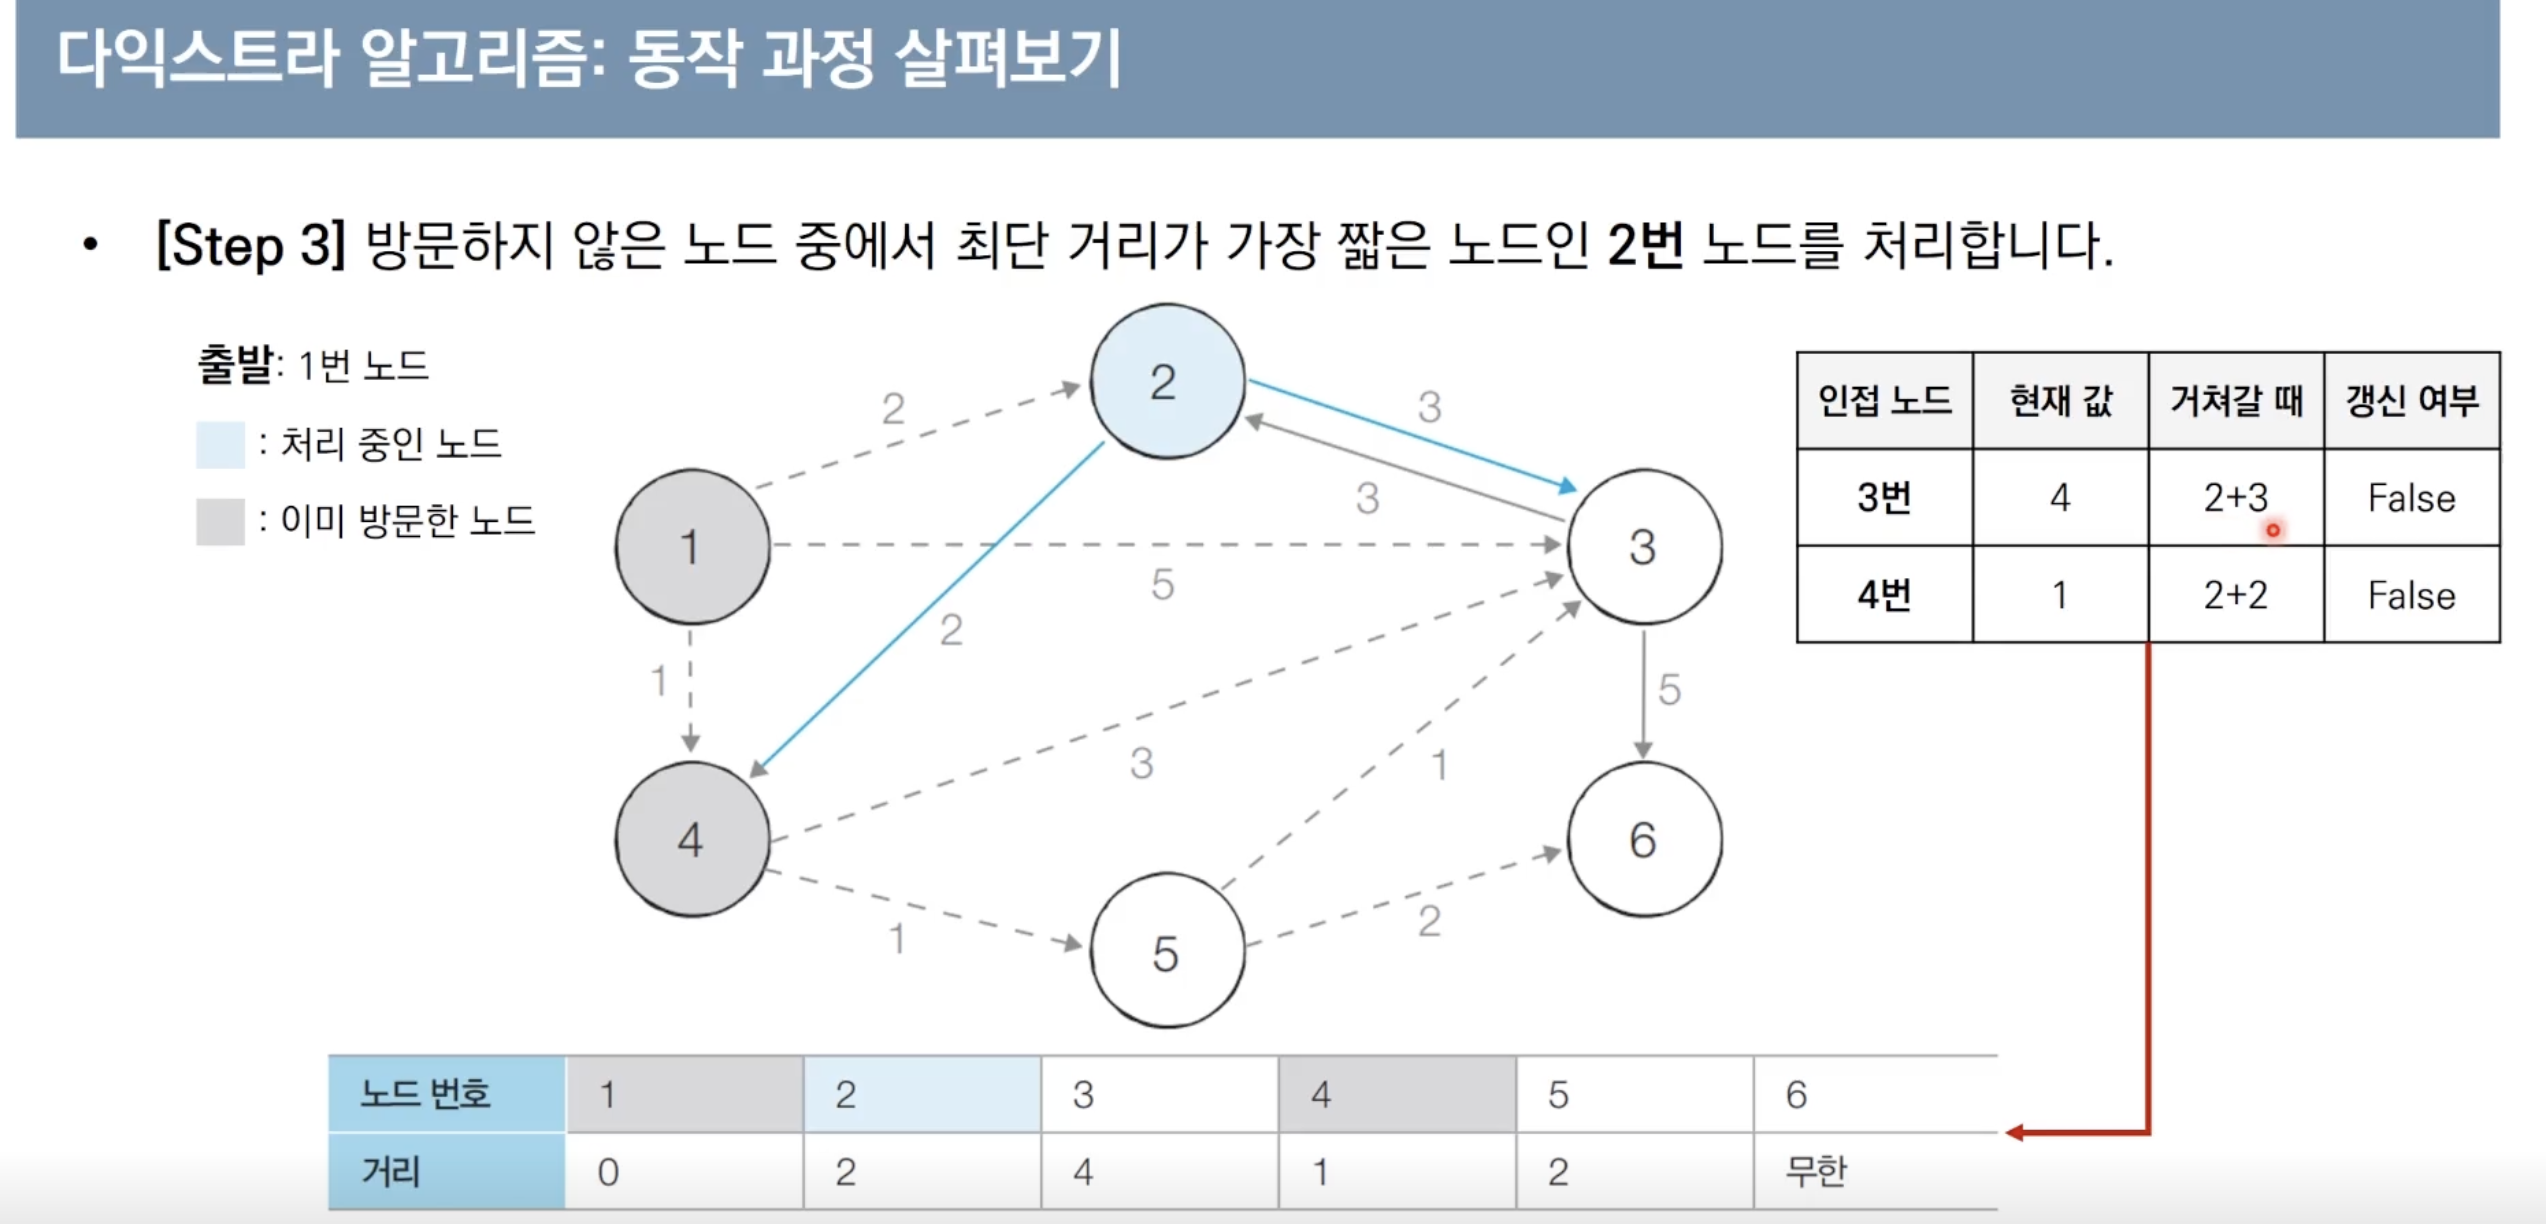 다익스트라 알고리즘: 동작 과정 살펴보기
• [Step 3] 방문하지 않은 노드 중에서 최단 거리가 가장 짧은 노드인 2번 노드를 처리합니다.
출발: 1번 노드
: 처리 중인 노드
: 이미 방문한 노드
2
2
3
3
1
5
3
2
1
5
3
1
4
6
1
2
5
인접 노드 현재 값 거쳐갈 때 갱신 여부
3번 4 2+3 False
4번 1 2+2 False
노드 번호 1 2 3 4 5 6
거리 0 2 4 1 2 무한